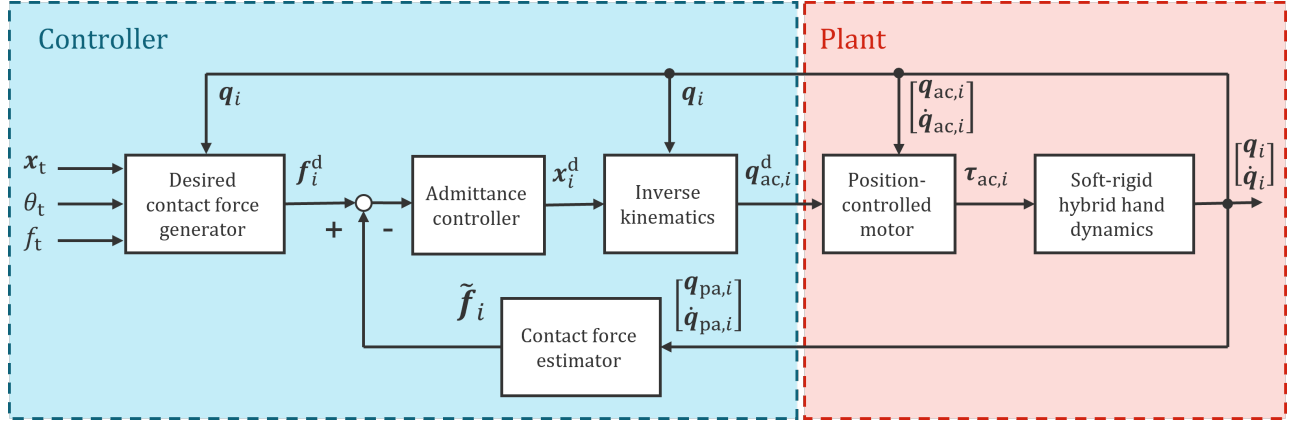 Controller
Plant
q_i
q_i
[q_ac,i
q̇_ac,i]
x_t
θ_t
f_t
Desired
contact force
generator
f_i^d
+
-
Admittance
controller
x_i^d
Inverse
kinematics
q_ac,i^d
Position-
controlled
motor
τ_ac,i
Soft-rigid
hybrid hand
dynamics
[q_i
q̇_i]
f̃_i
Contact force
estimator
[q_pa,i
q̇_pa,i]